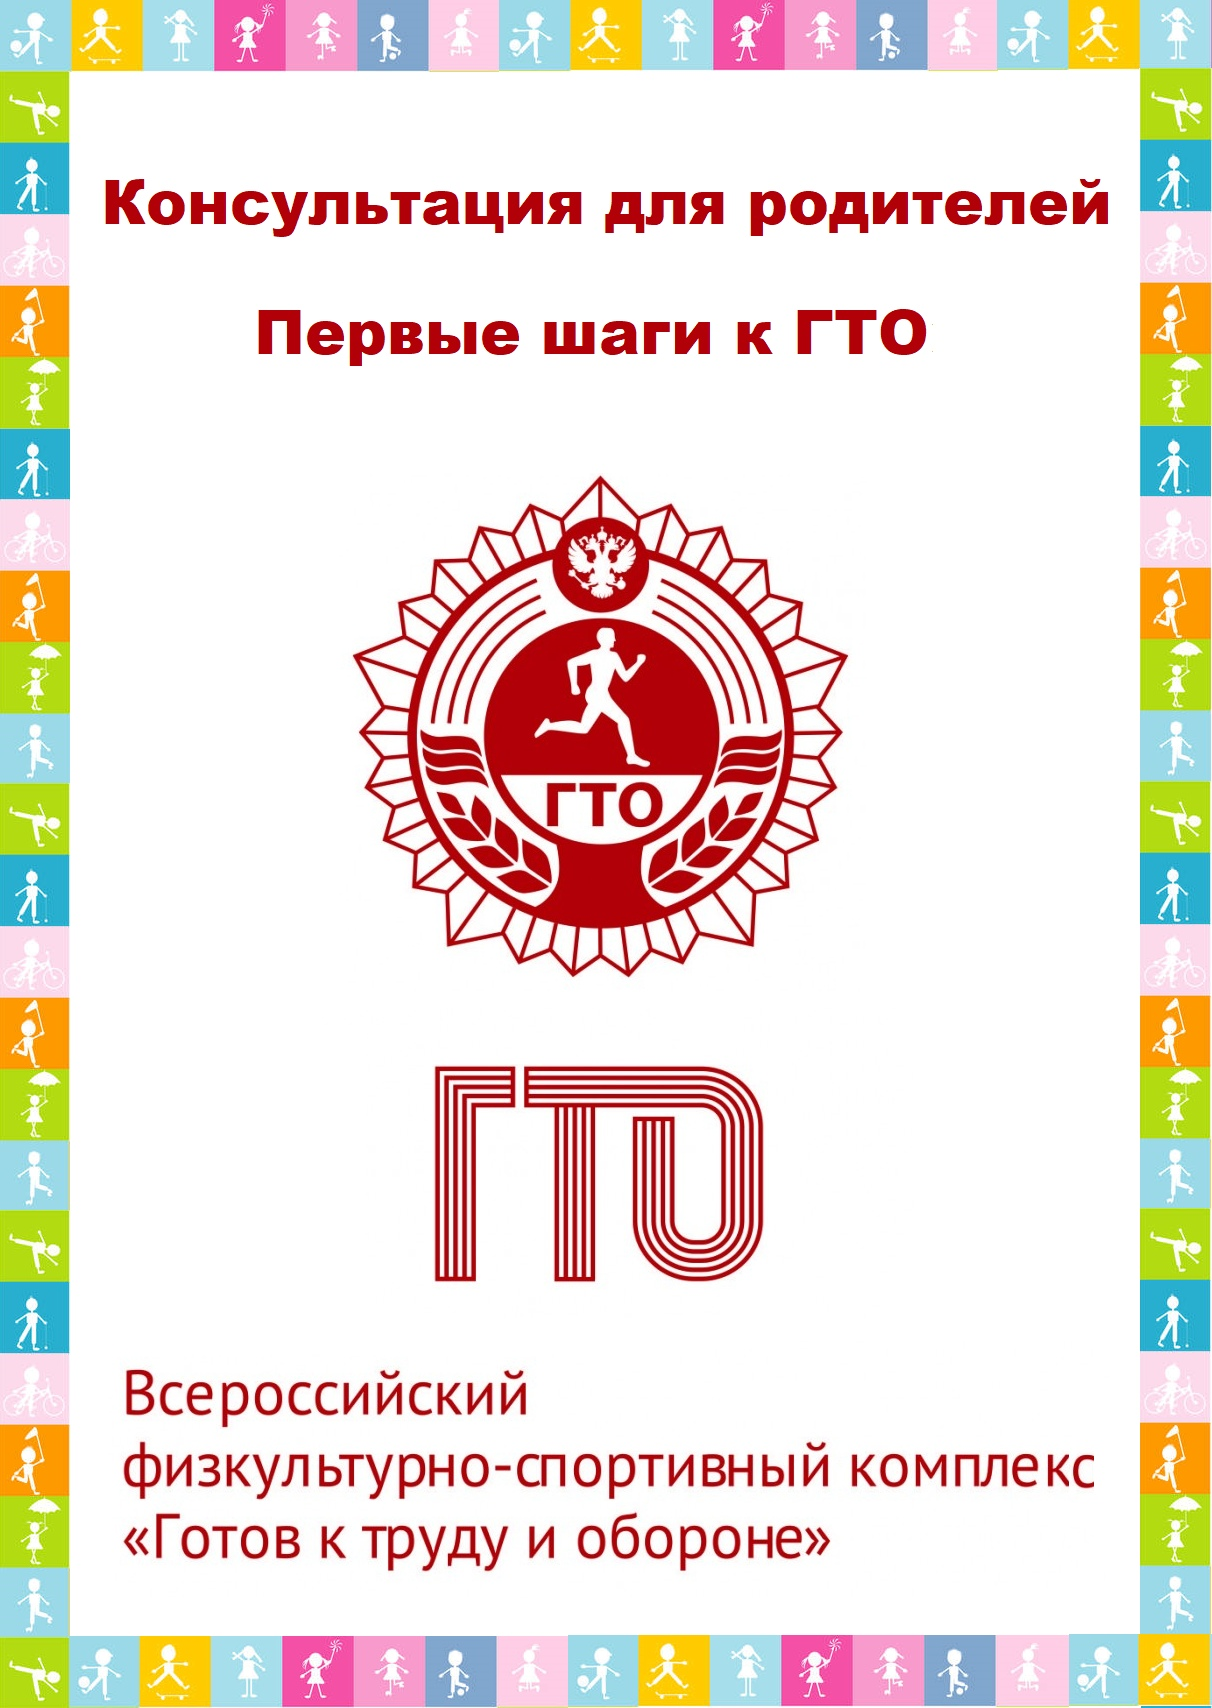 Консультация для родителей
Первые шаги к ГТО
ГТО
ГТО
Всероссийский
физкультурно-спортивный комплекс
«Готов к труду и обороне»